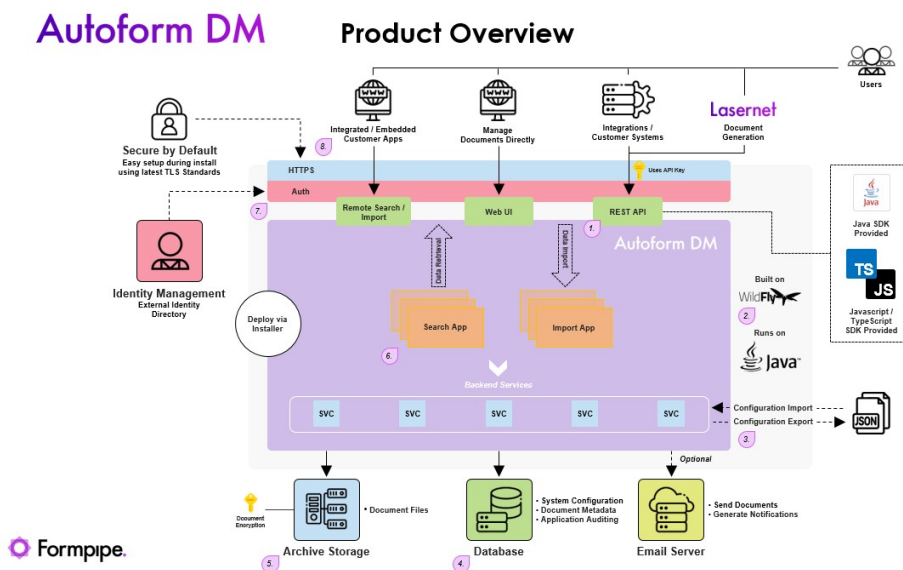 Autoform DM
Product Overview
Users
WWW
WWW
Integrated / Embedded
Customer Apps
Manage
Documents Directly
Integrations /
Customer Systems
Lasernet
Document
Generation
Secure by Default
Easy setup during install
using latest TLS Standards
8.
HTTPS
Uses API Key
Auth
7.
Remote Search /
Import
Web UI
1.
REST API
Autoform DM
Java
Java SDK
Provided
TS
JS
Javascript /
TypeScript
SDK Provided
Identity Management
External Identity
Directory
Data Retrieval
Data Import
Built on
WildFly
2.
Deploy via
Installer
Search App
Import App
Runs on
Java™
6.
Backend Services
SVC
SVC
SVC
SVC
SVC
Configuration Import
Configuration Export
3.
JSON
Optional
Document
Encryption
• Document Files
• System Configuration
• Document Metadata
• Application Auditing
• Send Documents
• Generate Notifications
5.
Archive Storage
4.
Database
Email Server
Formpipe.